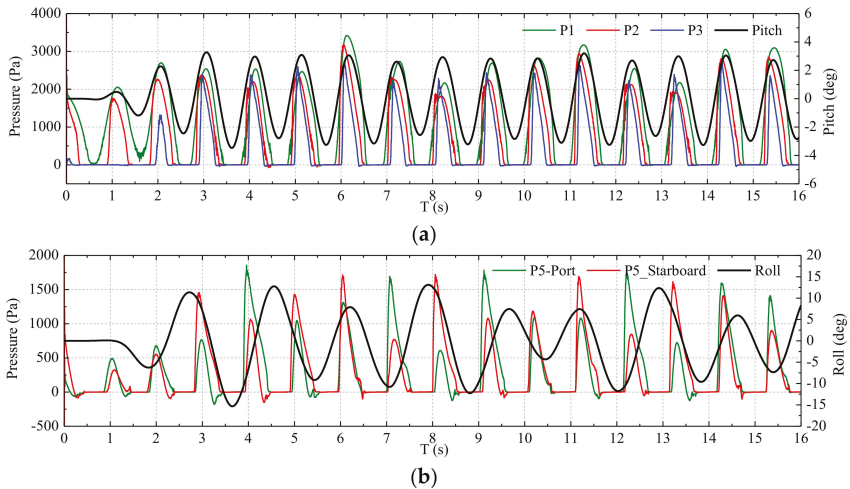 P1 P2 P3 Pitch
4000
3000
2000
1000
0
Pressure (Pa)
6
4
2
0
-2
-4
-6
Pitch (deg)
0 1 2 3 4 5 6 7 8 9 10 11 12 13 14 15 16
T (s)
(a)
P5-Port P5_Starboard Roll
2000
1500
1000
500
0
-500
Pressure (Pa)
20
15
10
5
0
-5
-10
-15
-20
Roll (deg)
0 1 2 3 4 5 6 7 8 9 10 11 12 13 14 15 16
T (s)
(b)